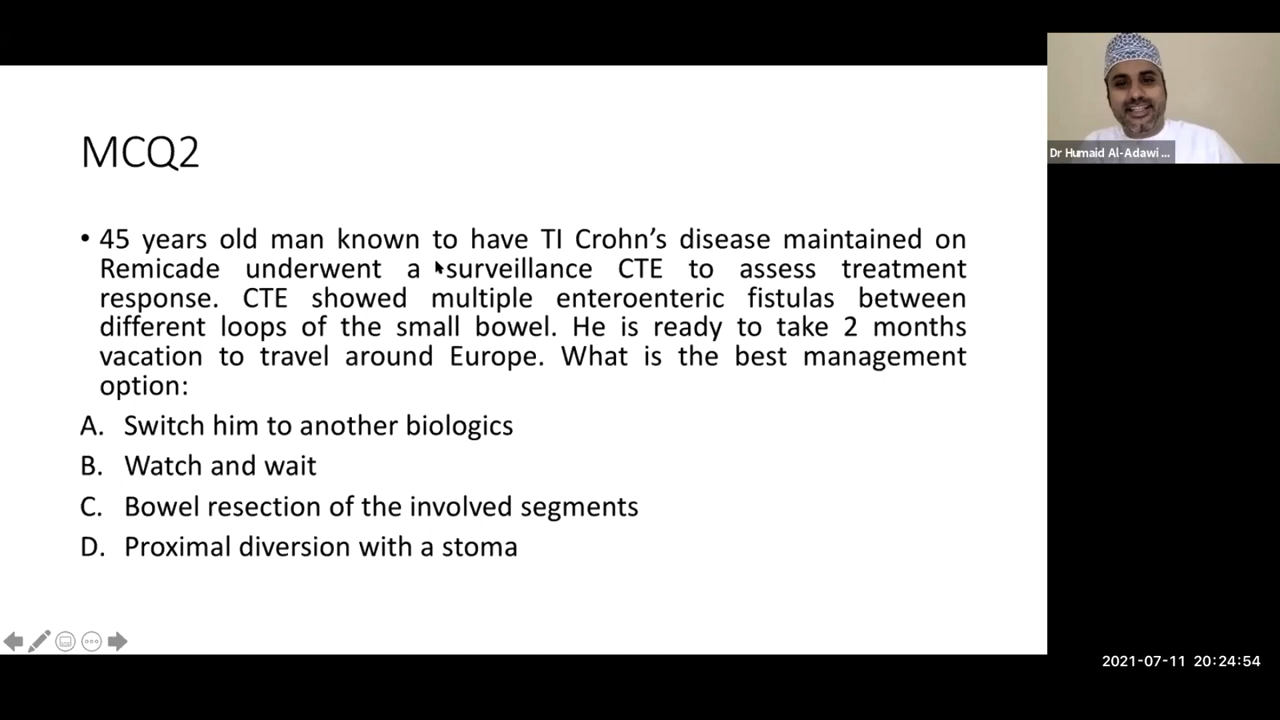 MCQ2
• 45 years old man known to have TI Crohn's disease maintained on
Remicade underwent a surveillance CTE to assess treatment
response. CTE showed multiple enteroenteric fistulas between
different loops of the small bowel. He is ready to take 2 months
vacation to travel around Europe. What is the best management
option:
A. Switch him to another biologics
B. Watch and wait
C. Bowel resection of the involved segments
D. Proximal diversion with a stoma
Dr Humaid Al-Adawi ...
2021-07-11 20:24:54